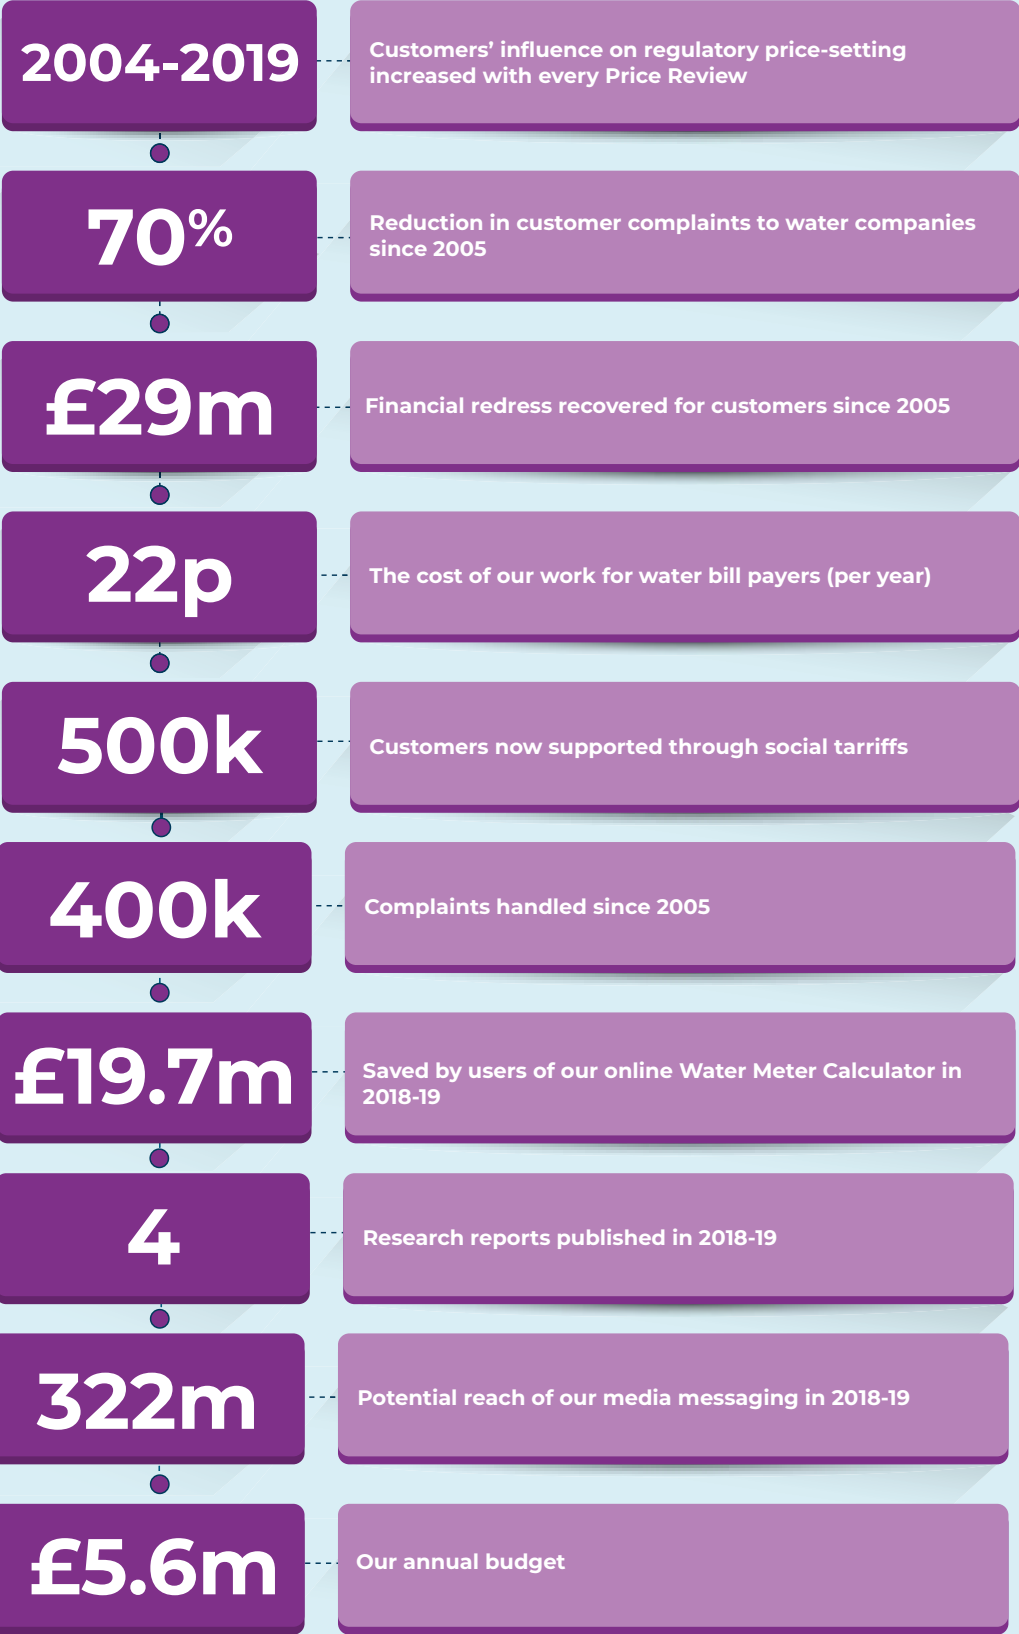 2004-2019
Customers’ influence on regulatory price-setting
increased with every Price Review
70%
Reduction in customer complaints to water companies
since 2005
£29m
Financial redress recovered for customers since 2005
22p
The cost of our work for water bill payers (per year)
500k
Customers now supported through social tarriffs
400k
Complaints handled since 2005
£19.7m
Saved by users of our online Water Meter Calculator in
2018-19
4
Research reports published in 2018-19
322m
Potential reach of our media messaging in 2018-19
£5.6m
Our annual budget